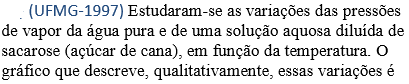 . (UFMG-1997) Estudaram-se as variações das pressões
de vapor da água pura e de uma solução aquosa diluída de
sacarose (açúcar de cana), em função da temperatura. O
gráfico que descreve, qualitativamente, essas variações é